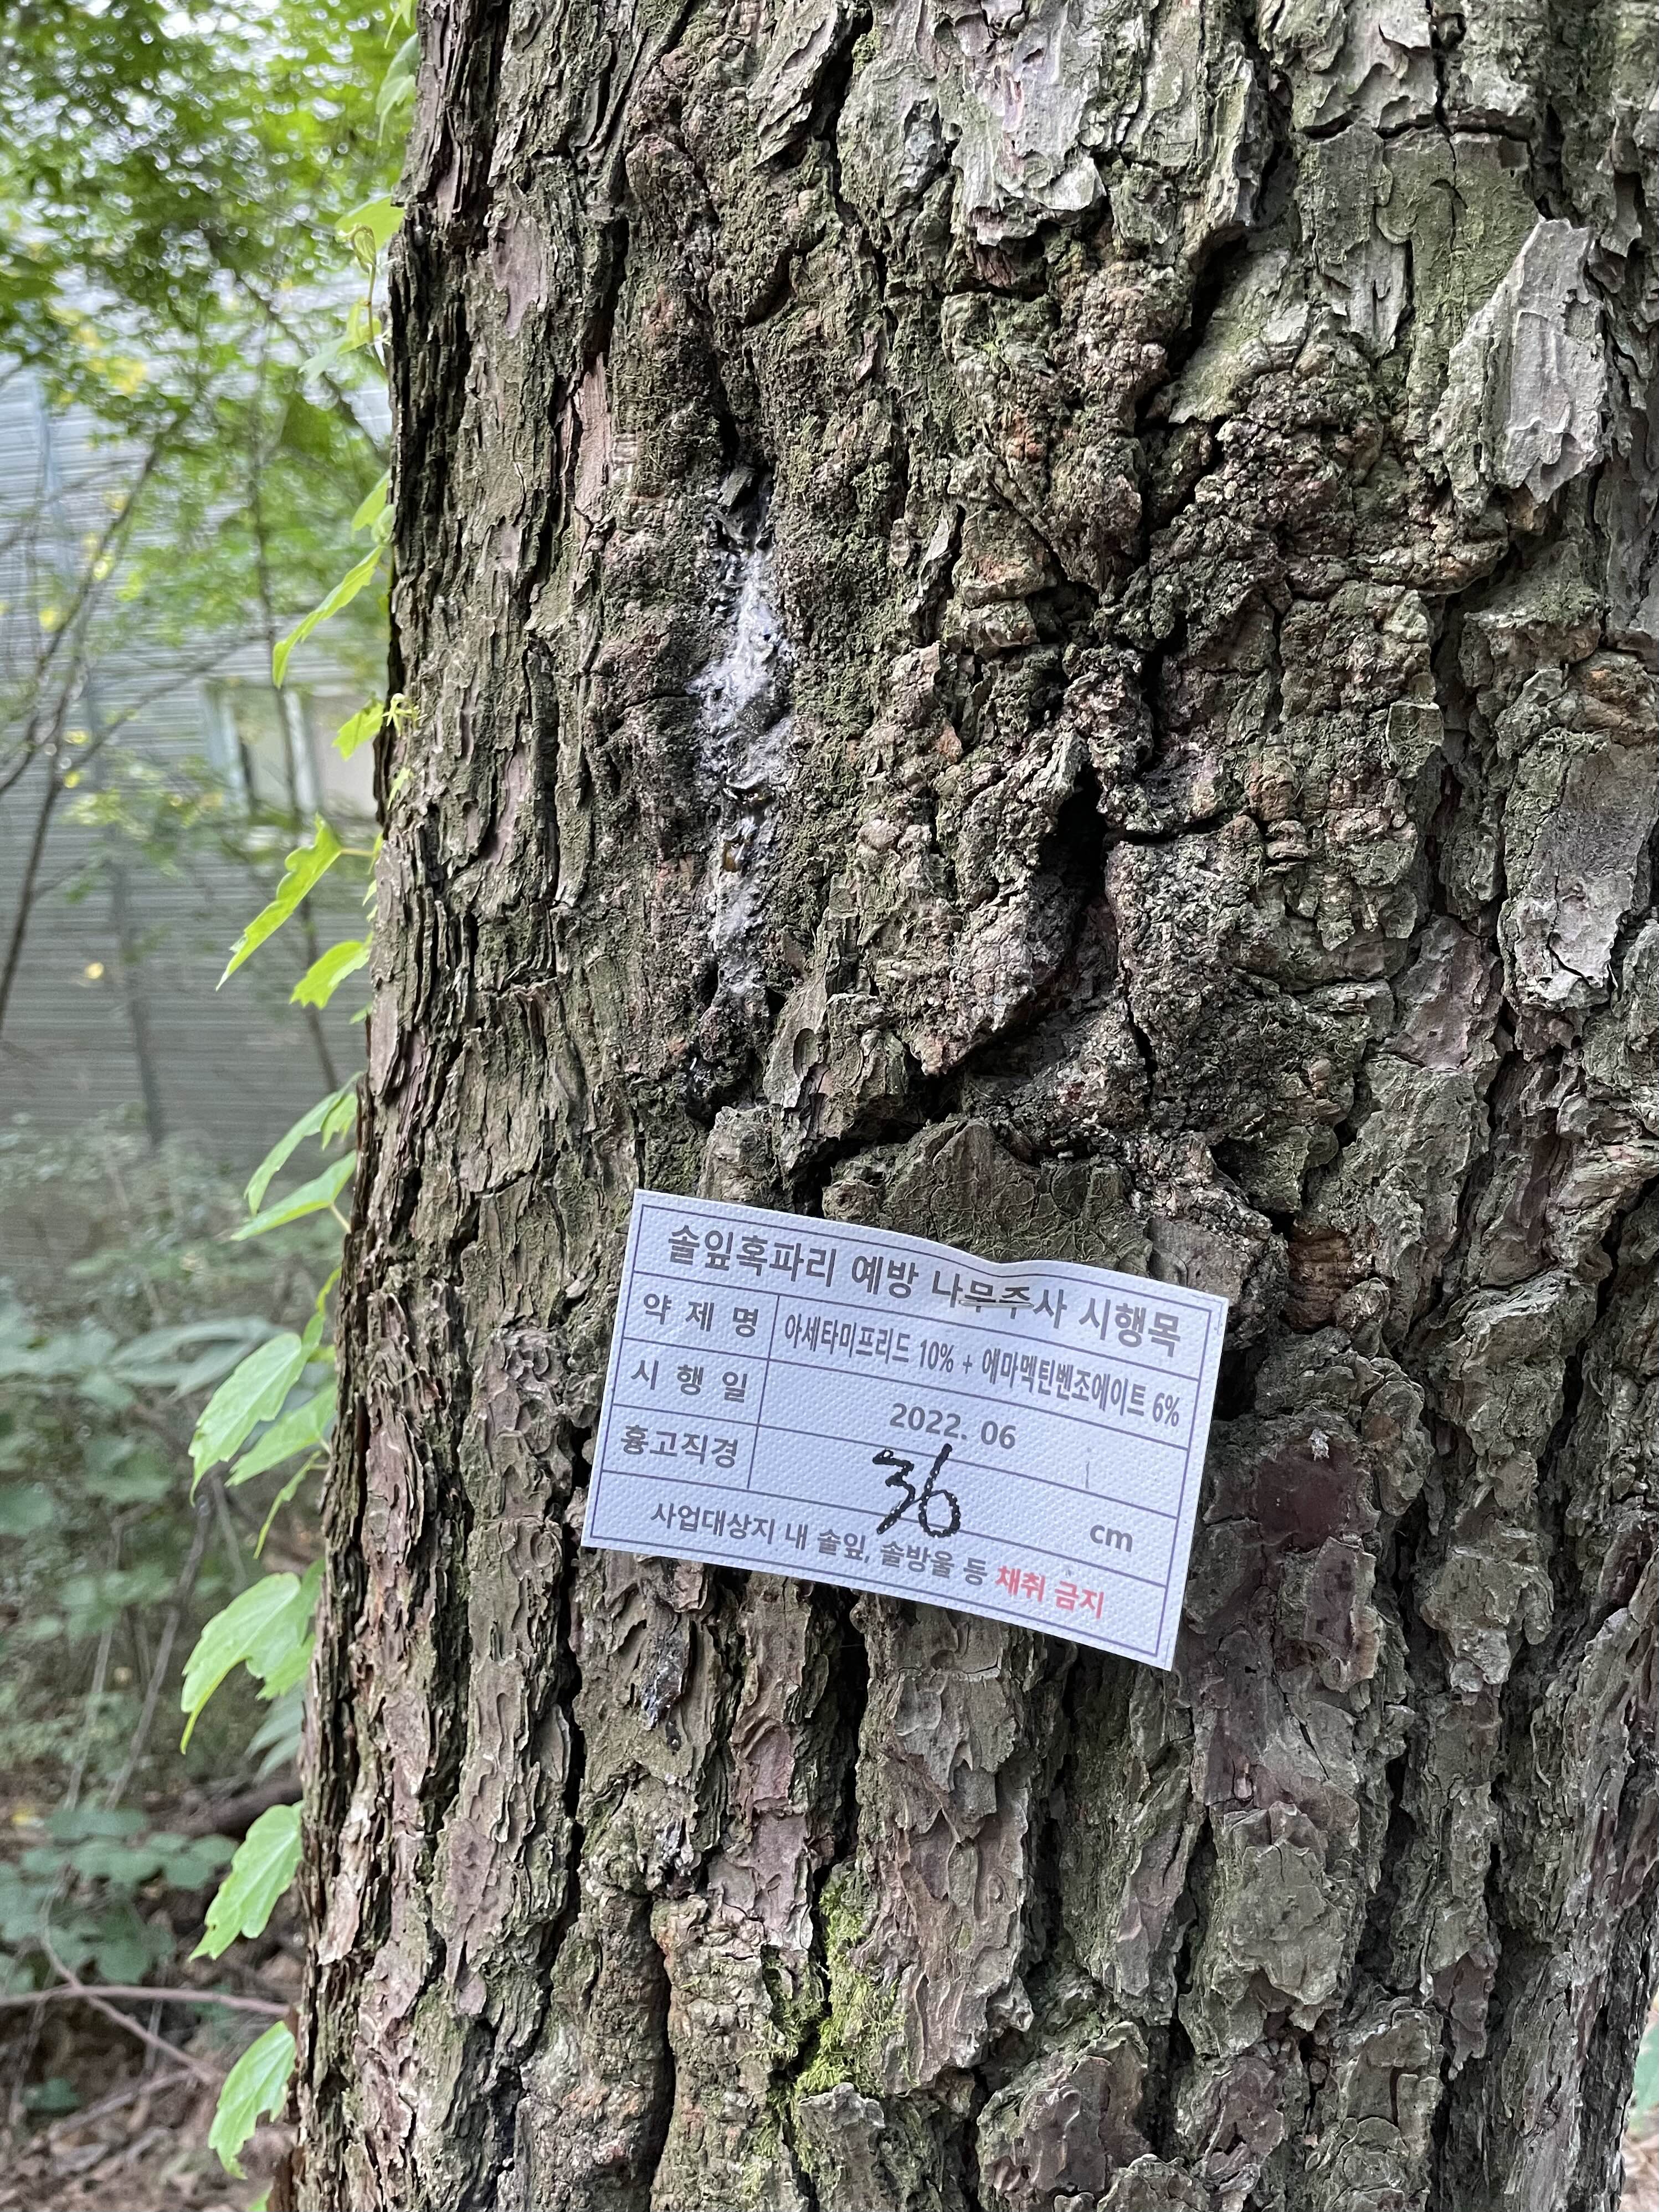 솔잎혹파리 예방 나무주사 시행목
약 제 명 아세타미프리드 10% + 에마멕틴벤조에이트 6%
시 행 일 2022. 06
흉고직경 36 cm
사업대상지 내 솔잎, 솔방울 등 채취 금지